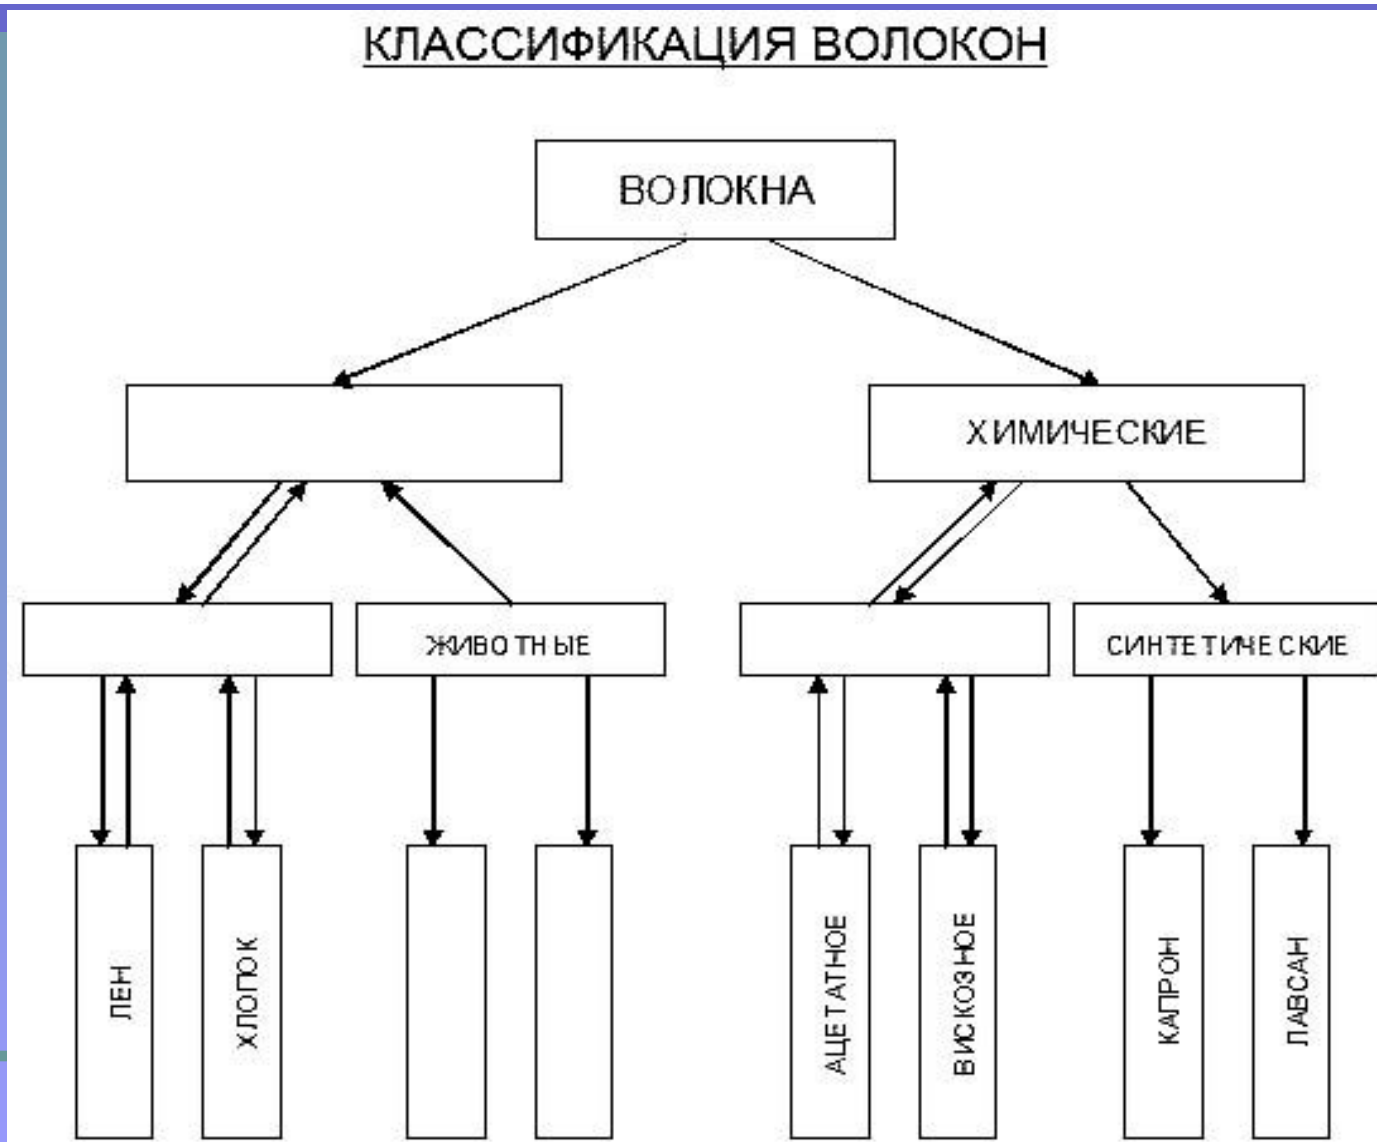 КЛАССИФИКАЦИЯ ВОЛОКОН
ВОЛОКНА
ХИМИЧЕСКИЕ
ЖИВОТНЫЕ
СИНТЕТИЧЕСКИЕ
ЛЕН
ХЛОПОК
АЦЕТАТНОЕ
ВИСКОЗНОЕ
КАПРОН
ЛАВСАН